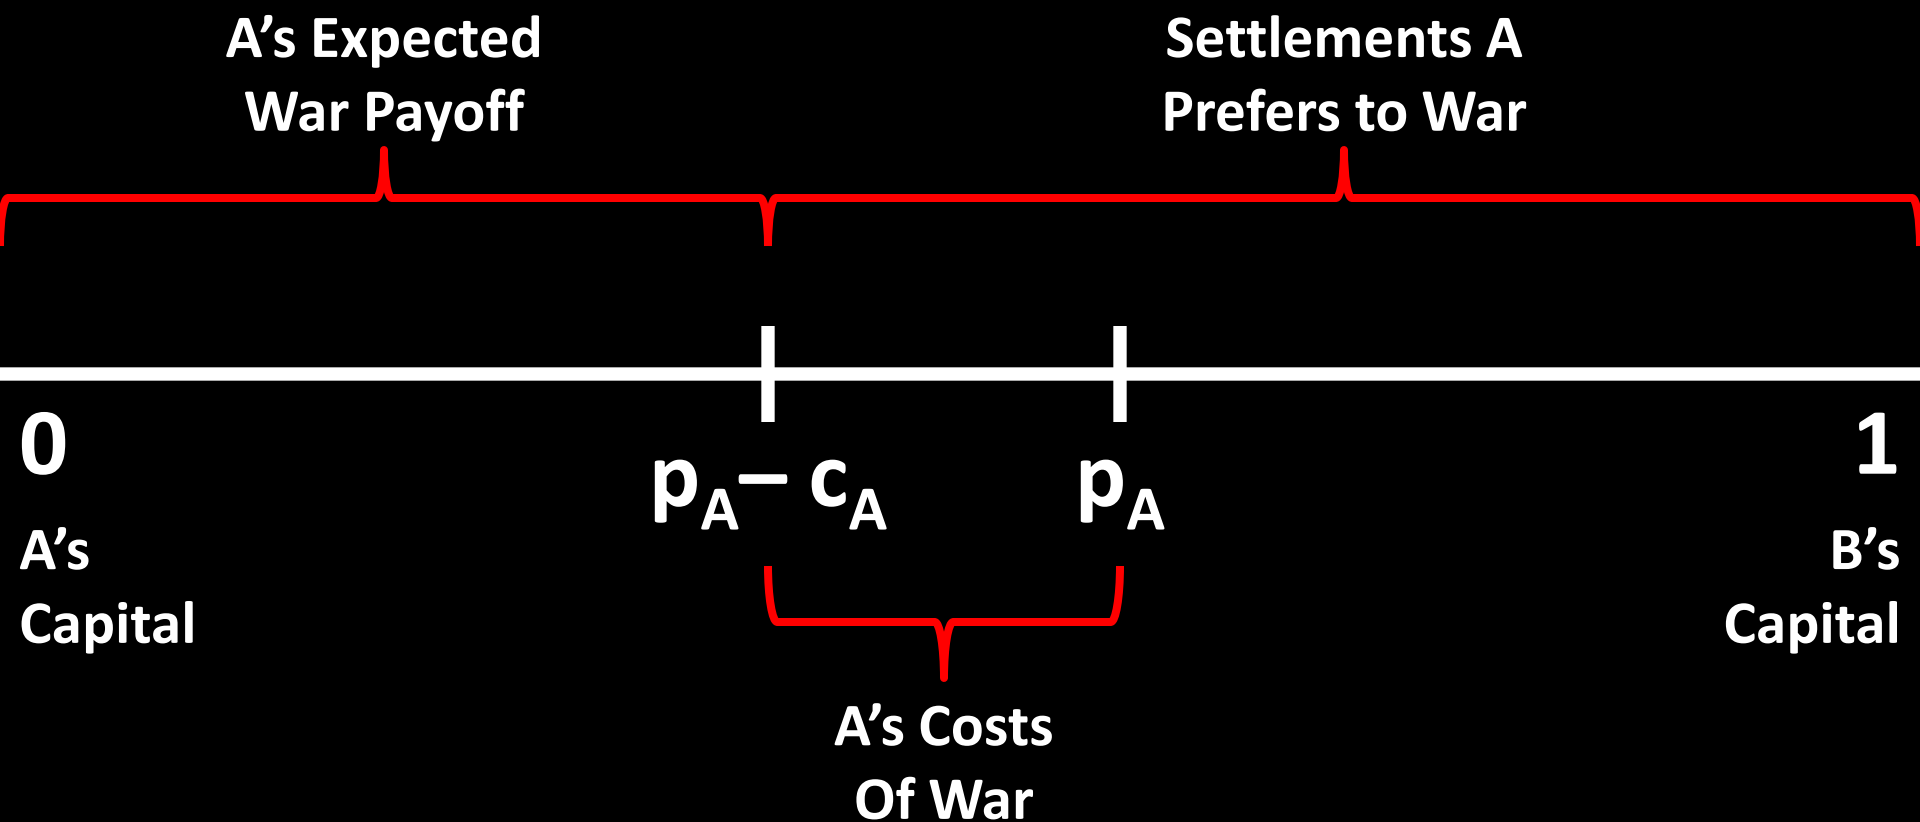 A’s Expected
War Payoff
Settlements A
Prefers to War
0
pA– cA
pA
1
A’s
Capital
B’s
Capital
A’s Costs
Of War